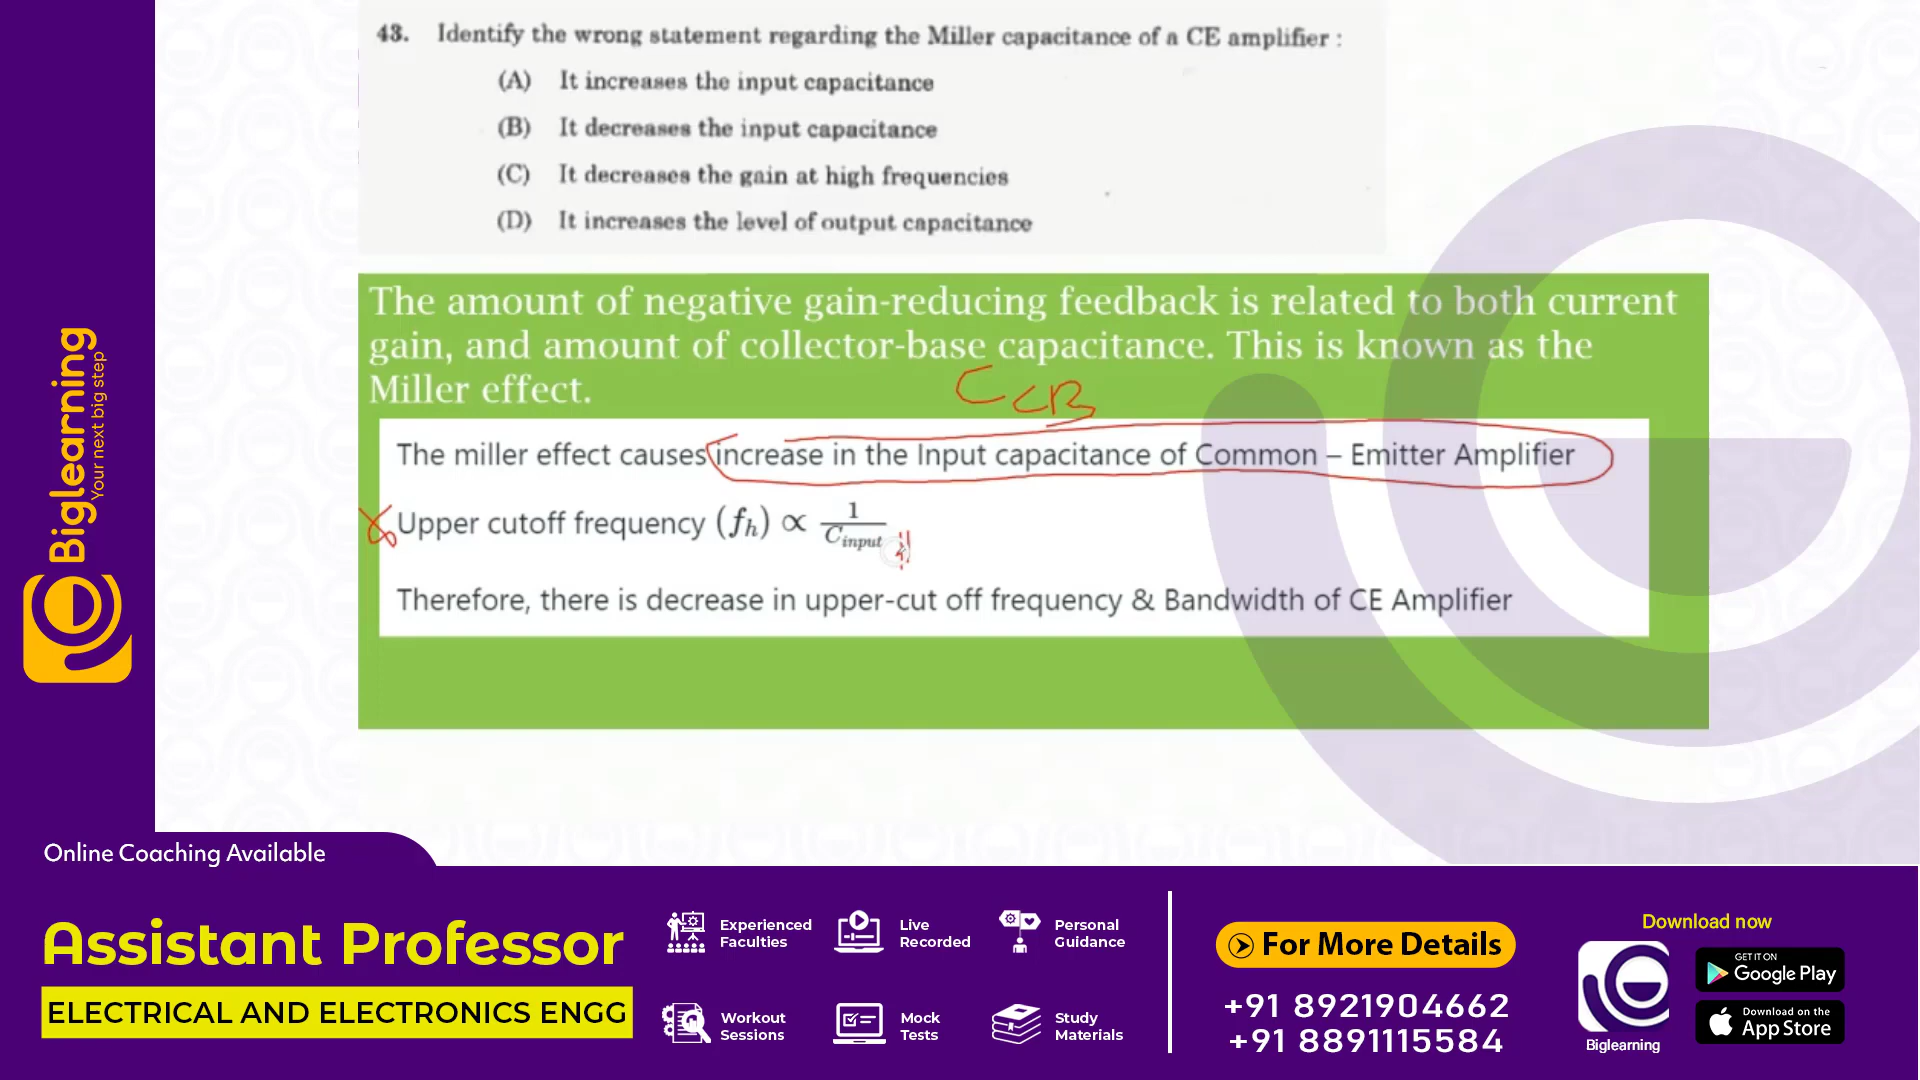 43. Identify the wrong statement regarding the Miller capacitance of a CE amplifier :
(A) It increases the input capacitance
(B) It decreases the input capacitance
(C) It decreases the gain at high frequencies
(D) It increases the level of output capacitance
The amount of negative gain-reducing feedback is related to both current
gain, and amount of collector-base capacitance. This is known as the
Miller effect.
CCB
The miller effect causes increase in the Input capacitance of Common – Emitter Amplifier
Upper cutoff frequency (fh) ∝ 1/Cinput
Therefore, there is decrease in upper-cut off frequency & Bandwidth of CE Amplifier
Biglearning
Your next big step
Online Coaching Available
Assistant Professor
ELECTRICAL AND ELECTRONICS ENGG
Experienced
Faculties
Live
Recorded
Personal
Guidance
Workout
Sessions
Mock
Tests
Study
Materials
For More Details
+91 8921904662
+91 8891115584
Download now
Biglearning
GET IT ON
Google Play
Download on the
App Store